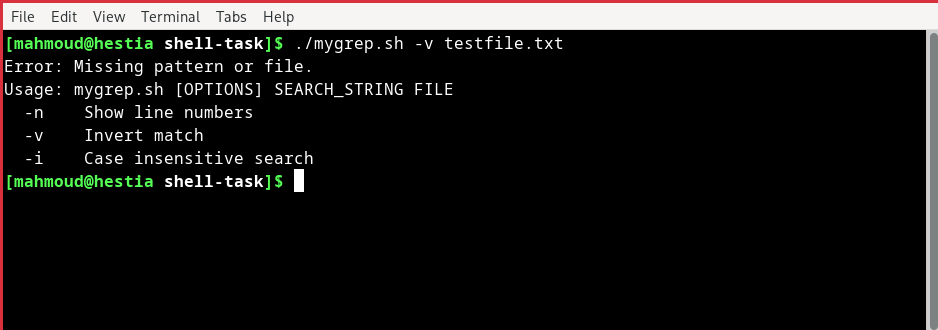 File Edit View Terminal Tabs Help
[mahmoud@hestia shell-task]$ ./mygrep.sh -v testfile.txt
Error: Missing pattern or file.
Usage: mygrep.sh [OPTIONS] SEARCH_STRING FILE
  -n    Show line numbers
  -v    Invert match
  -i    Case insensitive search
[mahmoud@hestia shell-task]$